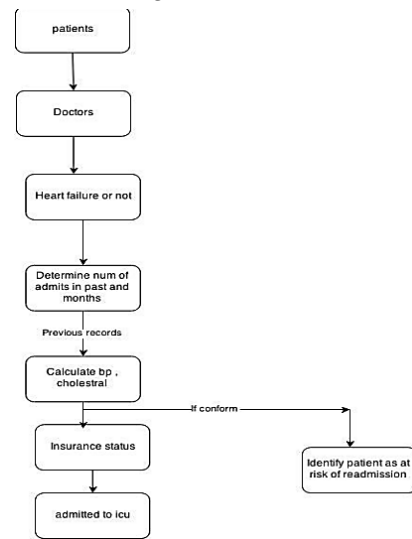 patients
Doctors
Heart failure or not
Determine num of
admits in past and
months
Previous records
Calculate bp ,
cholestral
If conform
Insurance status
Identify patient as at
risk of readmission
admitted to icu